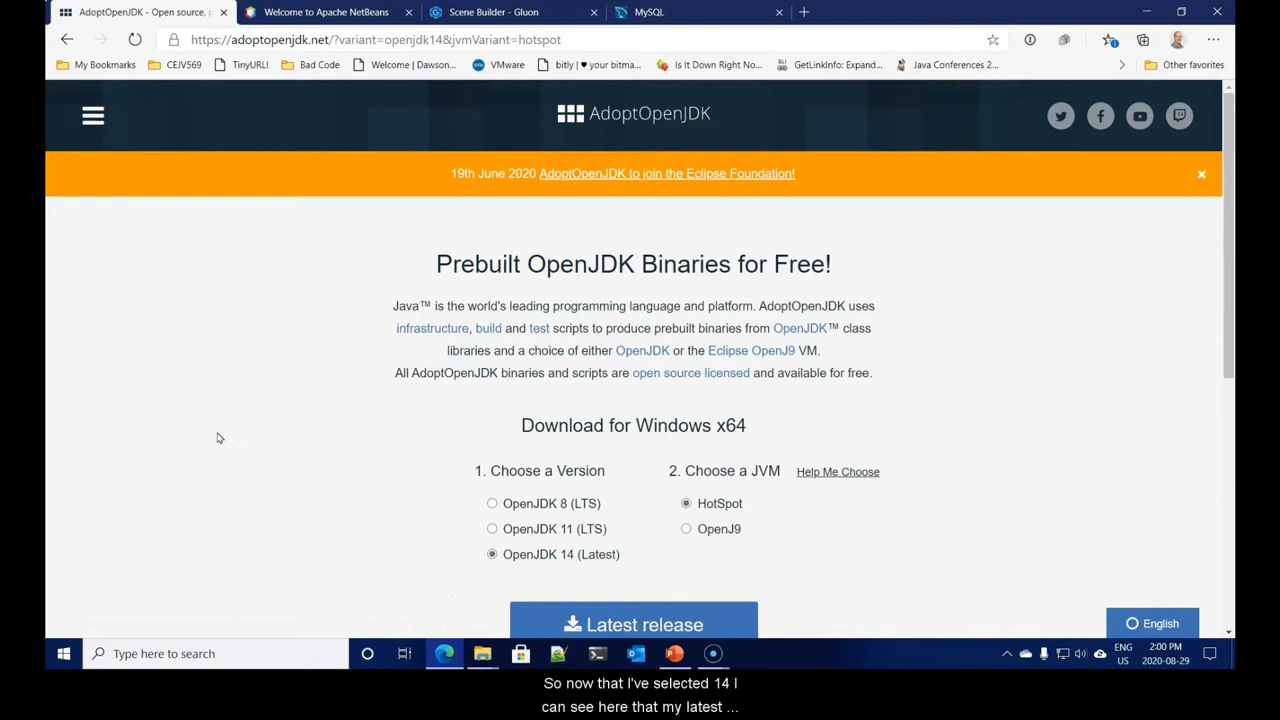 AdoptOpenJDK - Open source, p
Welcome to Apache NetBeans
Scene Builder - Gluon
MySQL
https://adoptopenjdk.net/?variant=openjdk14&jvmVariant=hotspot
My Bookmarks
CEJV569
TinyURL!
Bad Code
Welcome | Dawson...
VMware
bitly | ♥ your bitma...
Is It Down Right No...
GetLinkInfo: Expand...
Java Conferences 2...
Other favorites
AdoptOpenJDK
19th June 2020 AdoptOpenJDK to join the Eclipse Foundation!
Prebuilt OpenJDK Binaries for Free!
Java™ is the world's leading programming language and platform. AdoptOpenJDK uses
infrastructure, build and test scripts to produce prebuilt binaries from OpenJDK™ class
libraries and a choice of either OpenJDK or the Eclipse OpenJ9 VM.
All AdoptOpenJDK binaries and scripts are open source licensed and available for free.
Download for Windows x64
1. Choose a Version
2. Choose a JVM
Help Me Choose
OpenJDK 8 (LTS)
HotSpot
OpenJDK 11 (LTS)
OpenJ9
OpenJDK 14 (Latest)
Latest release
English
Type here to search
ENG
US
2:00 PM
2020-08-29
So now that I've selected 14 I
can see here that my latest ...